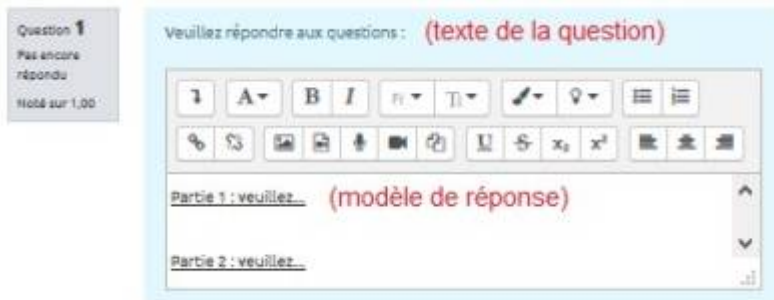 Question 1
Pas encore
répondu
Noté sur 1,00
Veuillez répondre aux questions : (texte de la question)
Partie 1 : veuillez... (modèle de réponse)
Partie 2 : veuillez...